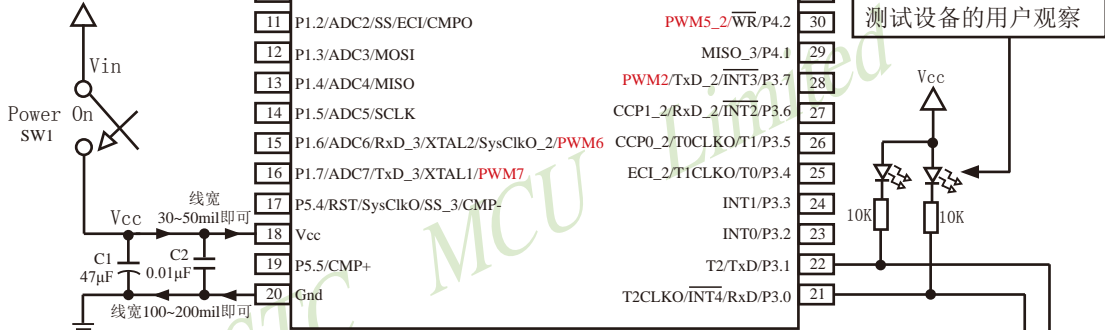 11 P1.2/ADC2/SS/ECI/CMPO
12 P1.3/ADC3/MOSI
13 P1.4/ADC4/MISO
14 P1.5/ADC5/SCLK
15 P1.6/ADC6/RxD_3/XTAL2/SysClkO_2/PWM6
16 P1.7/ADC7/TxD_3/XTAL1/PWM7
17 P5.4/RST/SysClkO/SS_3/CMP-
18 Vcc
19 P5.5/CMP+
20 Gnd
PWM5_2/WR/P4.2 30
MISO_3/P4.1 29
PWM2/TxD_2/INT3/P3.7 28
CCP1_2/RxD_2/INT2/P3.6 27
CCP0_2/T0CLKO/T1/P3.5 26
ECI_2/T1CLKO/T0/P3.4 25
INT1/P3.3 24
INT0/P3.2 23
T2/TxD/P3.1 22
T2CLKO/INT4/RxD/P3.0 21
Vin
Power On
SW1
Vcc
线宽
30~50mil即可
C1
47μF
C2
0.01μF
线宽100~200mil即可
测试设备的用户观察
Vcc
10K
10K
STC MCU Limited